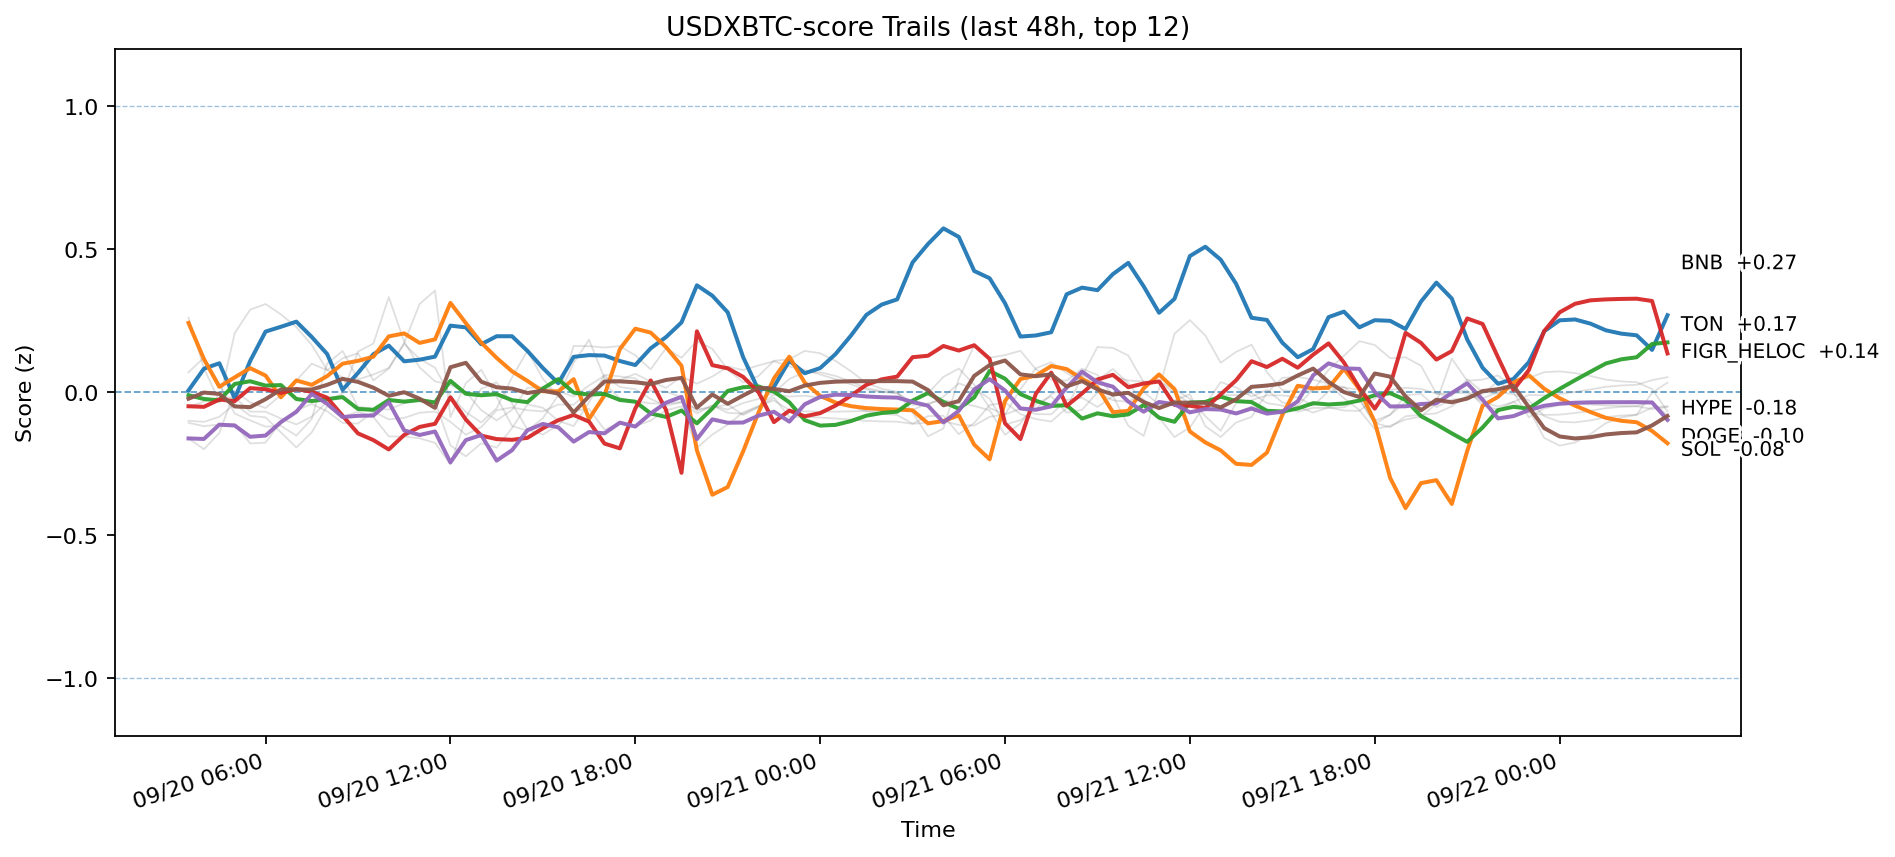 USDXBTC-score Trails (last 48h, top 12)
1.0
0.5
0.0
−0.5
−1.0
Score (z)
BNB +0.27
TON +0.17
FIGR_HELOC +0.14
HYPE -0.18
DOGE -0.10
SOL -0.08
09/20 06:00
09/20 12:00
09/20 18:00
09/21 00:00
09/21 06:00
09/21 12:00
09/21 18:00
09/22 00:00
Time